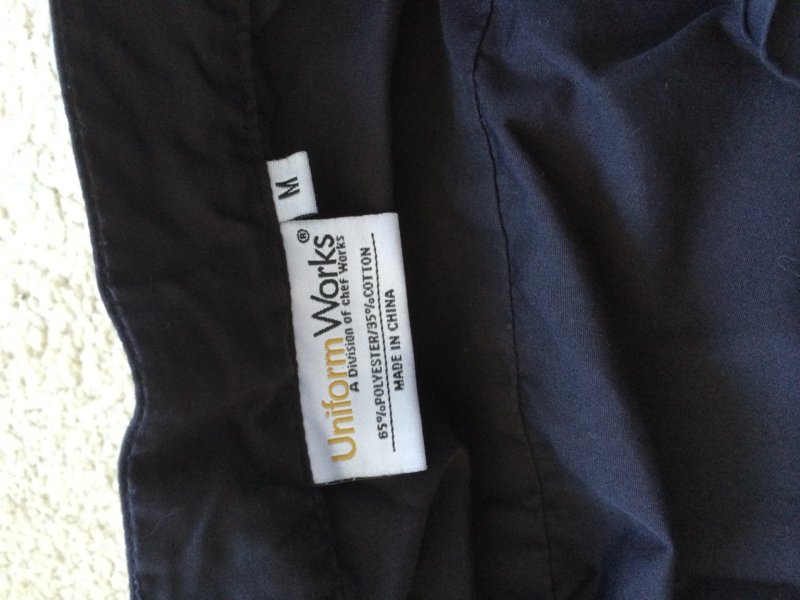 M
UniformWorks®
A Division of chef Works
65%POLYESTER/35%COTTON
MADE IN CHINA